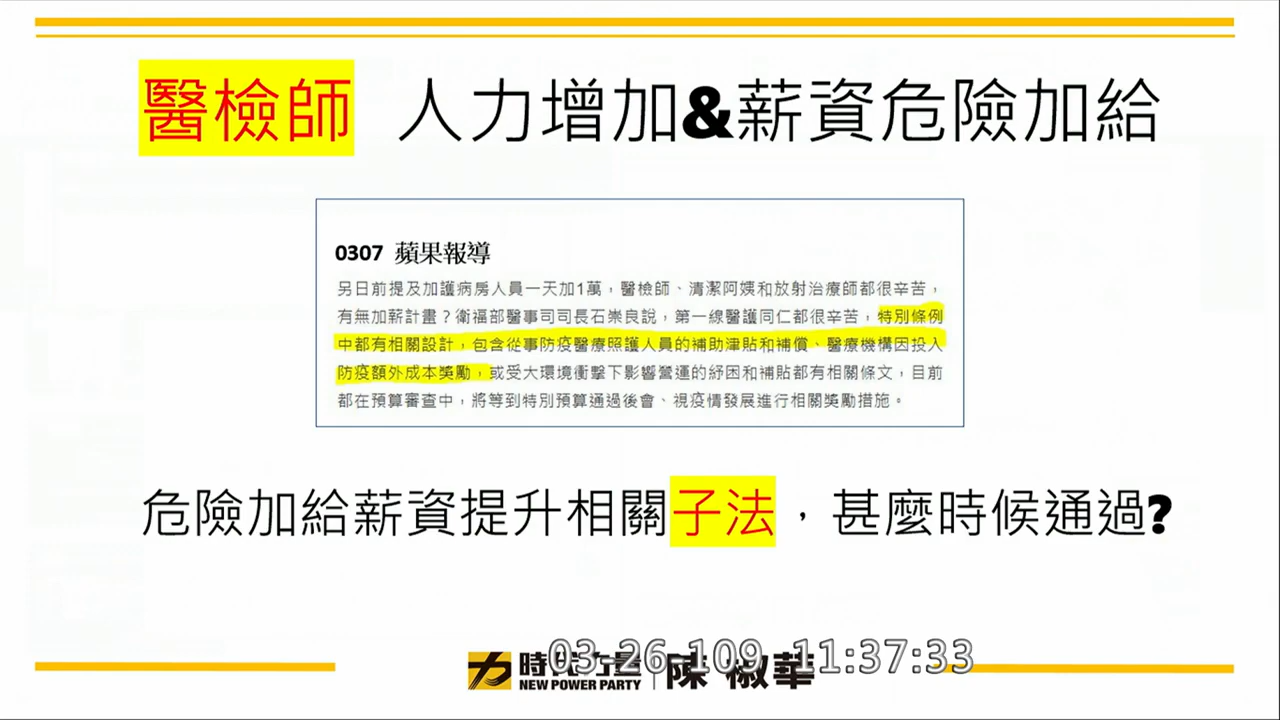 醫檢師 人力增加&薪資危險加給
0307 蘋果報導
另日前提及加護病房人員一天加1萬，醫檢師、清潔阿姨和放射治療師都很辛苦，
有無加薪計畫？衛福部醫事司司長石崇良說，第一線醫護同仁都很辛苦，特別條例
中都有相關設計，包含從事防疫醫療照護人員的補助津貼和補償、醫療機構因投入
防疫額外成本獎勵，或受大環境衝擊下影響營運的紓困和補貼都有相關條文，目前
都在預算審查中，將等到特別預算通過後會、視疫情發展進行相關獎勵措施。
危險加給薪資提升相關子法，甚麼時候通過?
時代力量 陳椒華
NEW POWER PARTY
03-26-109 11:37:33